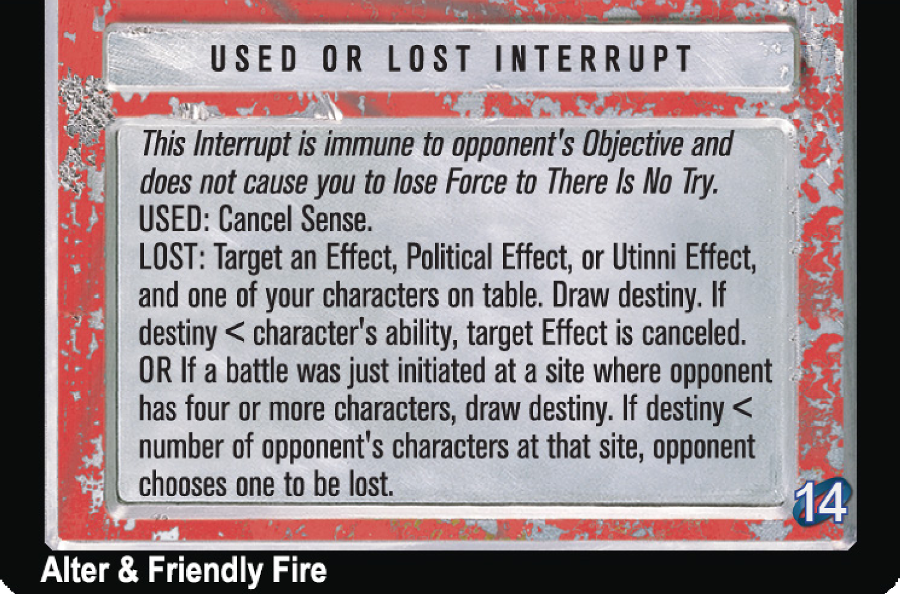 USED OR LOST INTERRUPT
This Interrupt is immune to opponent's Objective and
does not cause you to lose Force to There Is No Try.
USED: Cancel Sense.
LOST: Target an Effect, Political Effect, or Utinni Effect,
and one of your characters on table. Draw destiny. If
destiny < character's ability, target Effect is canceled.
OR If a battle was just initiated at a site where opponent
has four or more characters, draw destiny. If destiny <
number of opponent's characters at that site, opponent
chooses one to be lost.
14
Alter & Friendly Fire